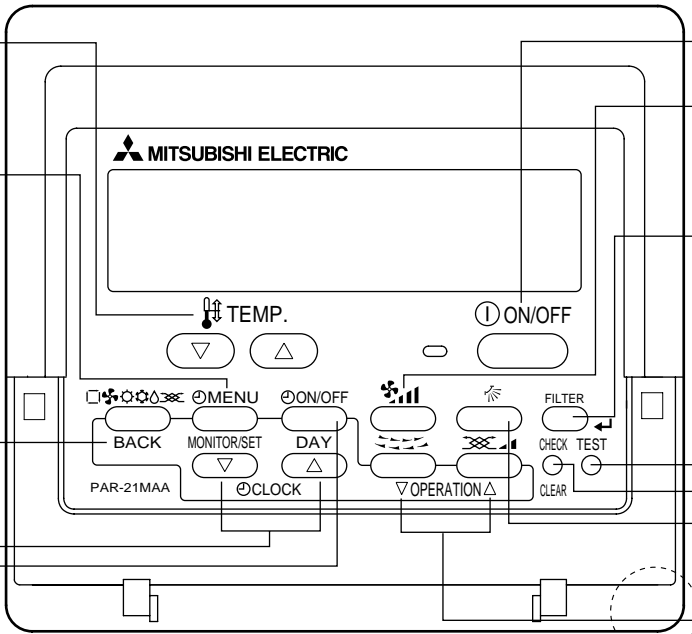 MITSUBISHI ELECTRIC
TEMP.
ON/OFF
MENU
ON/OFF
FILTER
BACK
MONITOR/SET
DAY
CHECK
TEST
PAR-21MAA
CLOCK
OPERATION
CLEAR